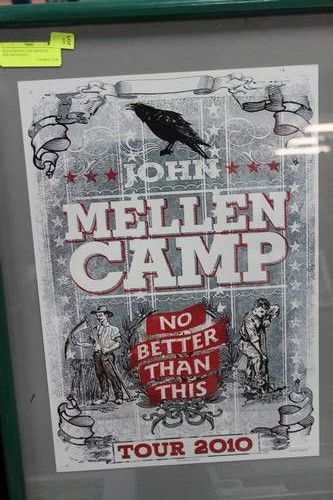 JOHN
MELLEN
CAMP
NO
BETTER
THAN
THIS
TOUR 2010